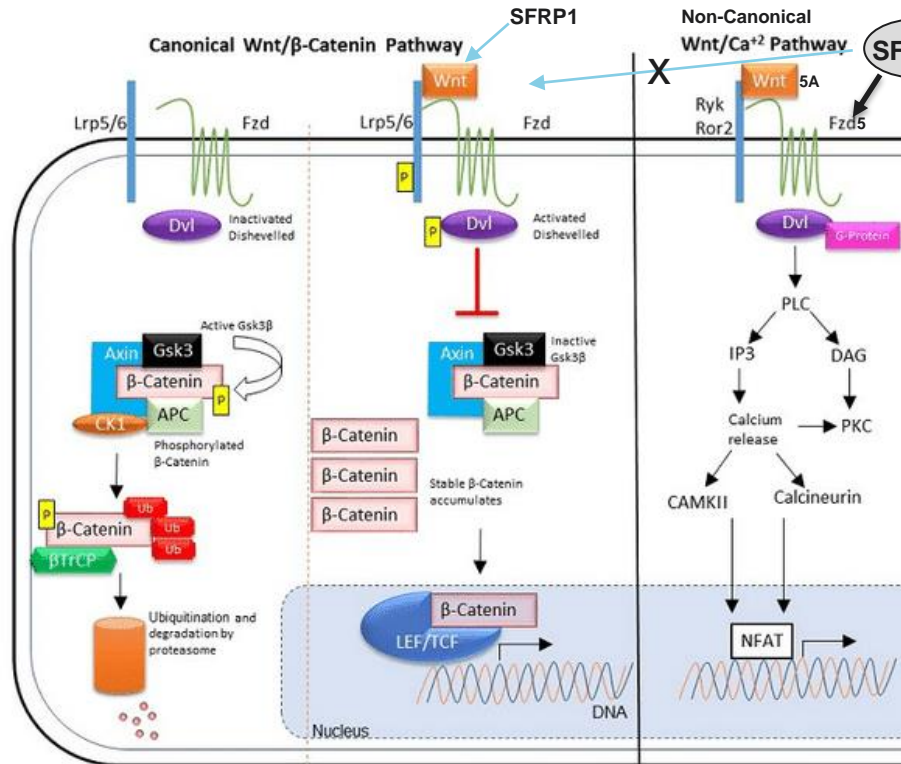 SFRP1
Canonical Wnt/β-Catenin Pathway
Wnt
Lrp5/6
Fzd
Dvl
Inactivated
Dishevelled
Lrp5/6
Fzd
P
P
Dvl
Activated
Dishevelled
Active Gsk3β
Axin
Gsk3
β-Catenin
P
APC
CK1
Phosphorylated
β-Catenin
P
β-Catenin
Ub
Ub
Ub
βTrCP
Ubiquitination and
degradation by
proteasome
Axin
Gsk3
Inactive
Gsk3β
β-Catenin
APC
β-Catenin
β-Catenin
β-Catenin
Stable β-Catenin
accumulates
β-Catenin
LEF/TCF
DNA
Nucleus
Non-Canonical
Wnt/Ca+2 Pathway
SF
X
Wnt 5A
Ryk
Ror2
Fzd5
Dvl
G-Protein
PLC
IP3
DAG
Calcium
release
PKC
CAMKII
Calcineurin
NFAT